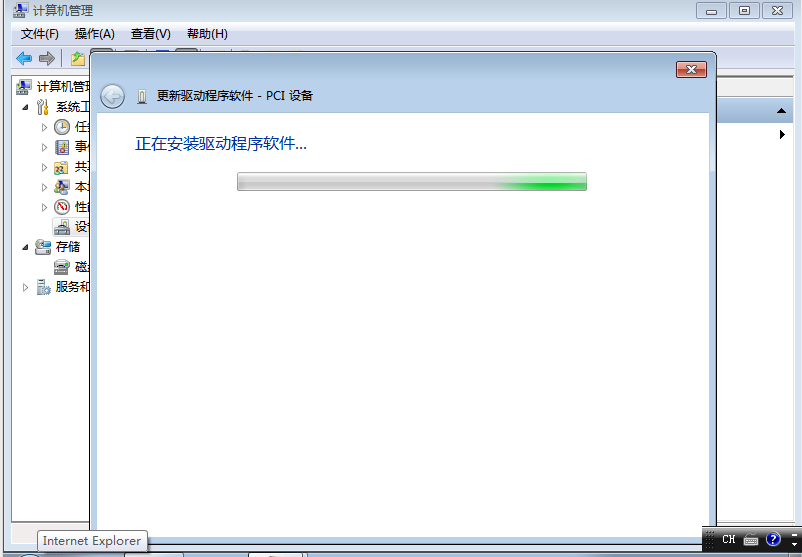 计算机管理
文件(F) 操作(A) 查看(V) 帮助(H)
更新驱动程序软件 - PCI 设备
正在安装驱动程序软件...
计算机管
系统工
任
事
共
本
性
设
存储
磁
服务和
Internet Explorer
CH